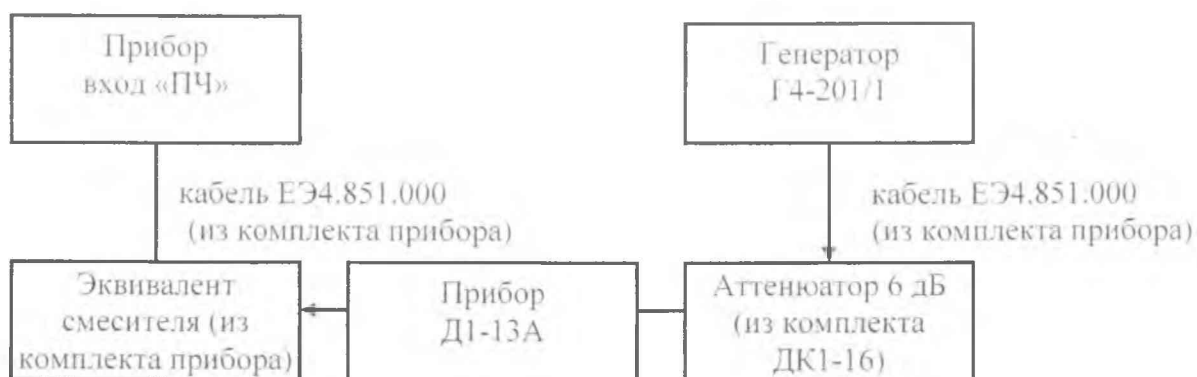 Прибор
вход «ПЧ»
Генератор
Г4-201/1
кабель ЕЭ4.851.000
(из комплекта прибора)
кабель ЕЭ4.851.000
(из комплекта прибора)
Эквивалент
смесителя (из
комплекта прибора)
Прибор
Д1-13А
Аттенюатор 6 дБ
(из комплекта
ДК1-16)